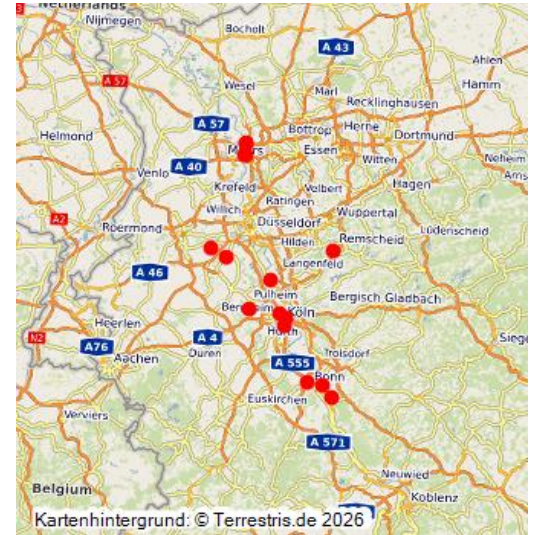 Netherlands
Nijmegen
Bocholt
A 43
Ahlen
A 57
Wesel
Marl
Hamm
Recklinghausen
A 57
Bottrop
Herne
Dortmund
Helmond
Essen
Witten
Neheim
A 40
Venlo
Krefeld
Velbert
Hagen
Ratingen
Willich
Wuppertal
A2
Roermond
Düsseldorf
Lüdenscheid
Hilden
Remscheid
Langenfeld
A 46
Pulheim
Bergisch Gladbach
Heerlen
Köln
N2
A 4
Hürth
A76
Düren
Aachen
Troisdorf
A 555
Bonn
Euskirchen
Verviers
A 571
Neuwied
Belgium
Koblenz
Kartenhintergrund: © Terrestris.de 2026